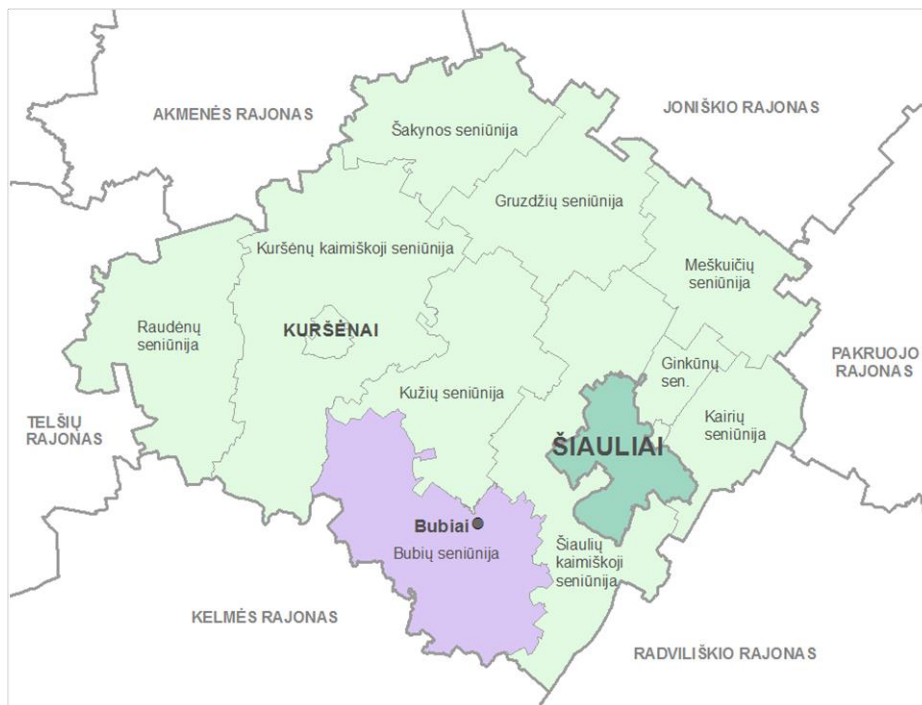 AKMENĖS RAJONAS
JONIŠKIO RAJONAS
Šakynos seniūnija
Gruzdžių seniūnija
Kuršėnų kaimiškoji seniūnija
Meškuičių
seniūnija
Raudėnų
seniūnija
KURŠĖNAI
PAKRUOJO
RAJONAS
Ginkūnų
sen.
Kužių seniūnija
Kairių
seniūnija
TELŠIŲ
RAJONAS
ŠIAULIAI
Bubiai
Bubių seniūnija
Šiaulių
kaimiškoji
seniūnija
KELMĖS RAJONAS
RADVILIŠKIO RAJONAS